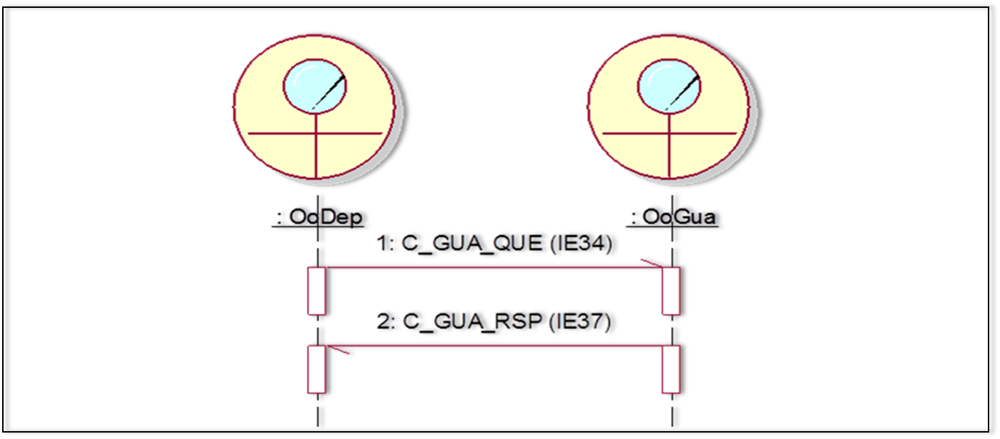 : OoDep
: OoGua
1: C_GUA_QUE (IE34)
2: C_GUA_RSP (IE37)